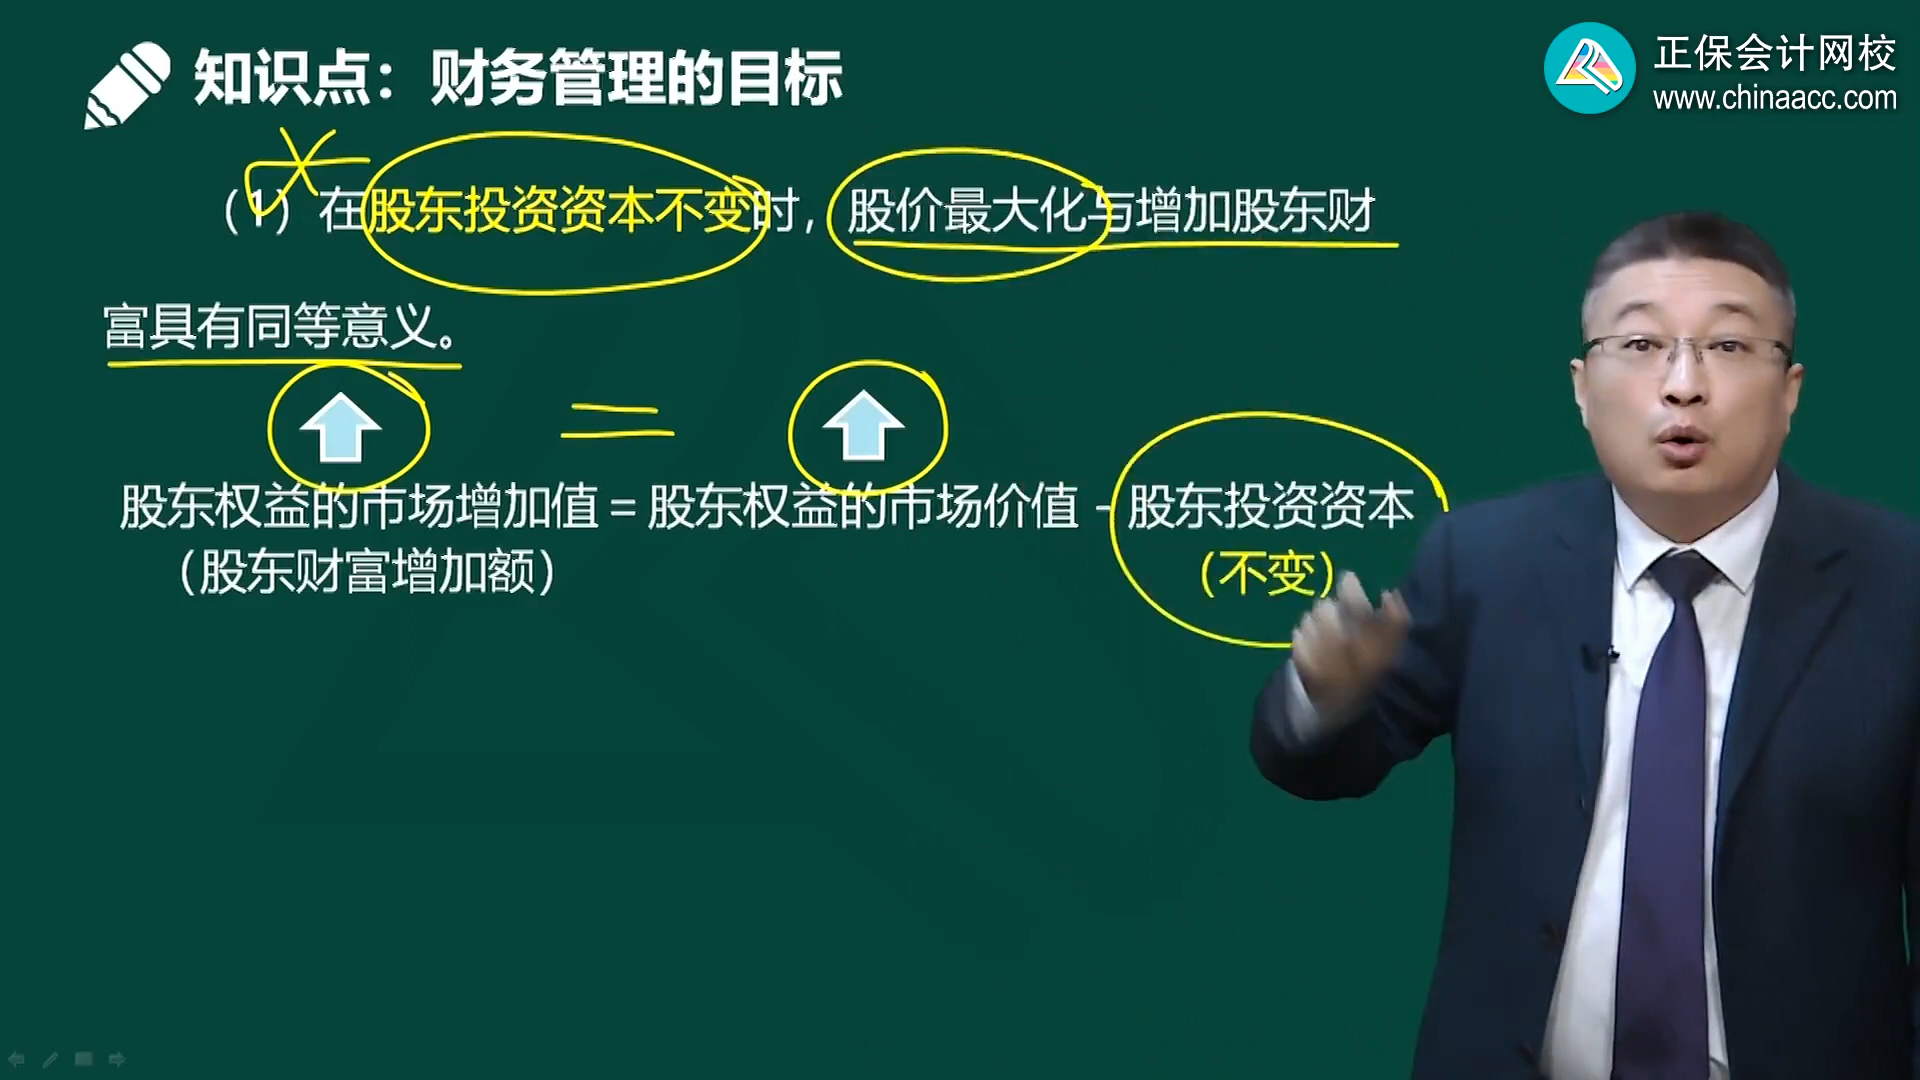 知识点：财务管理的目标
正保会计网校
www.chinaacc.com
（1）在股东投资资本不变时，股价最大化与增加股东财
富具有同等意义。
股东权益的市场增加值＝股东权益的市场价值－股东投资资本
（股东财富增加额）
（不变）